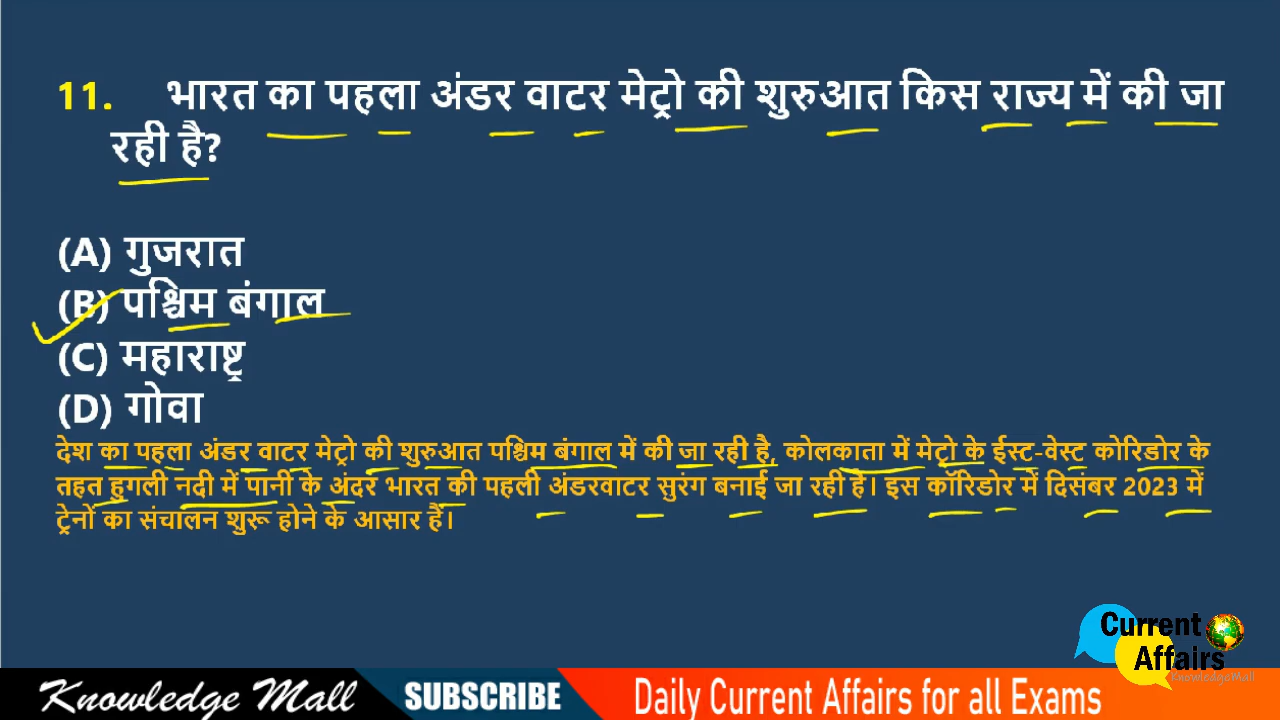 11. भारत का पहला अंडर वाटर मेट्रो की शुरुआत किस राज्य में की जा
रही है?
(A) गुजरात
(B) पश्चिम बंगाल
(C) महाराष्ट्र
(D) गोवा
देश का पहला अंडर वाटर मेट्रो की शुरुआत पश्चिम बंगाल में की जा रही है, कोलकाता में मेट्रो के ईस्ट-वेस्ट कोरिडोर के
तहत हुगली नदी में पानी के अंदर भारत की पहली अंडरवाटर सुरंग बनाई जा रही है। इस कॉरिडोर में दिसंबर 2023 में
ट्रेनों का संचालन शुरू होने के आसार हैं।
Current
Affairs
KnowledgeMall
Knowledge Mall SUBSCRIBE Daily Current Affairs for all Exams